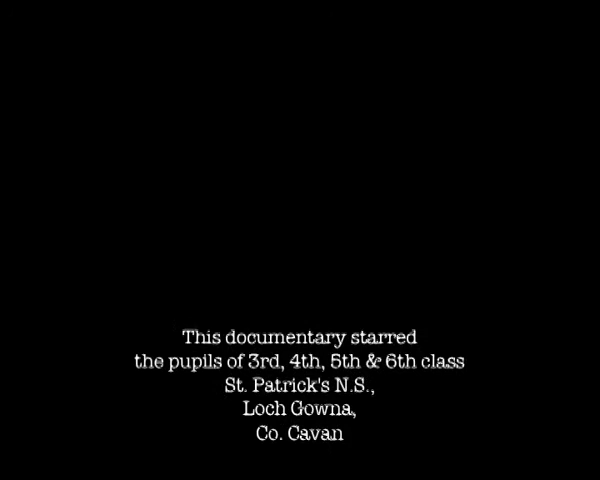 This documentary starred
the pupils of 3rd, 4th, 5th & 6th class
St. Patrick's N.S.,
Loch Gowna,
Co. Cavan